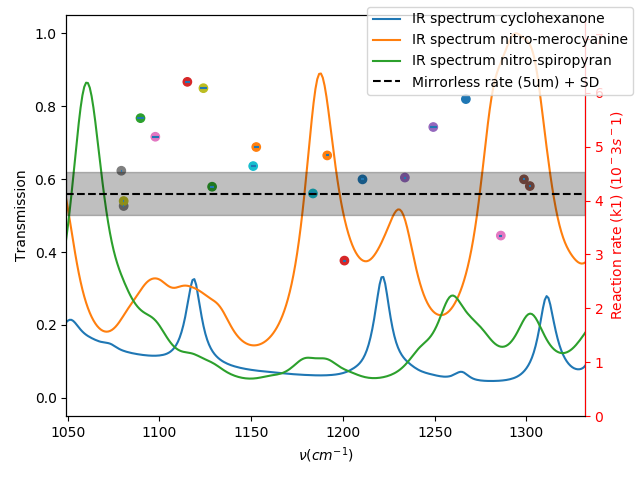 IR spectrum cyclohexanone
IR spectrum nitro-merocyanine
IR spectrum nitro-spiropyran
Mirrorless rate (5um) + SD
1.0
0.8
0.6
0.4
0.2
0.0
Transmission
1050
1100
1150
1200
1250
1300
ν(cm⁻¹)
6
5
4
3
2
1
0
Reaction rate (k1) (10⁻3s⁻1)